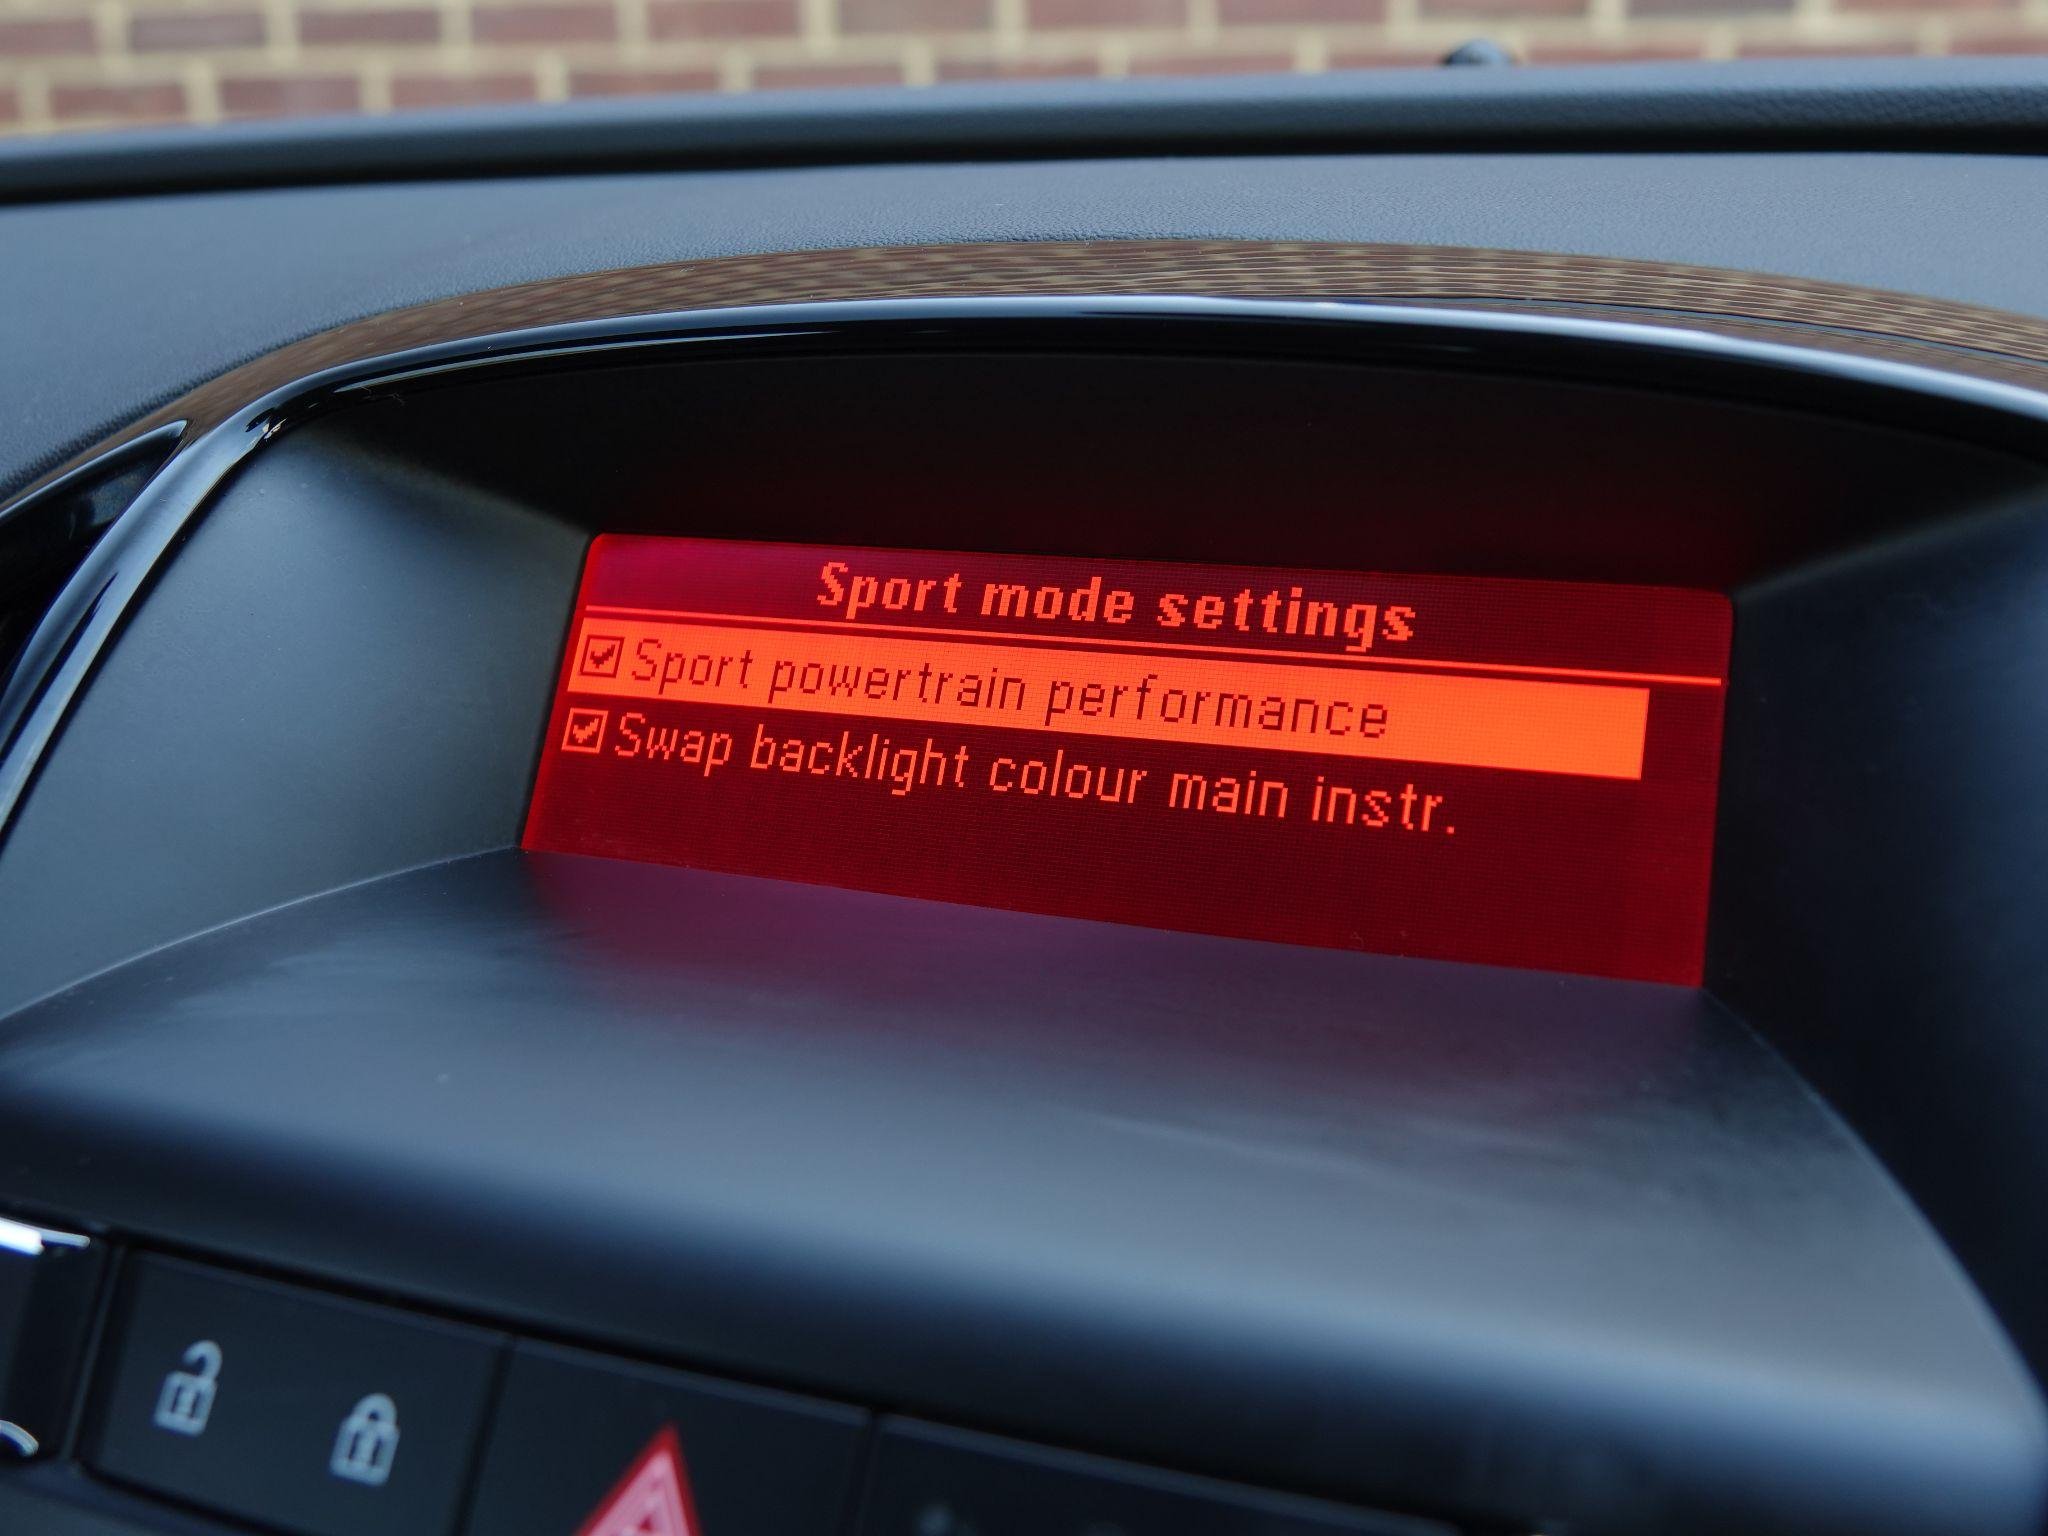 Sport mode settings
Sport powertrain performance
Swap backlight colour main instr.